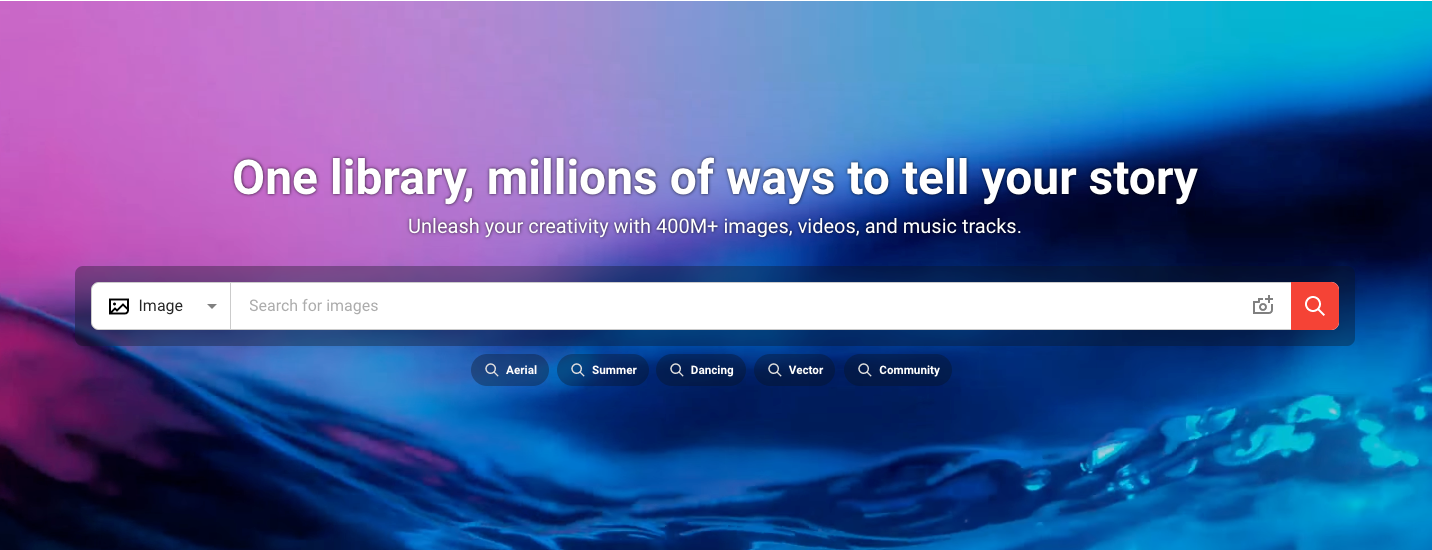 One library, millions of ways to tell your story
Unleash your creativity with 400M+ images, videos, and music tracks.
Image Search for images
Aerial Summer Dancing Vector Community